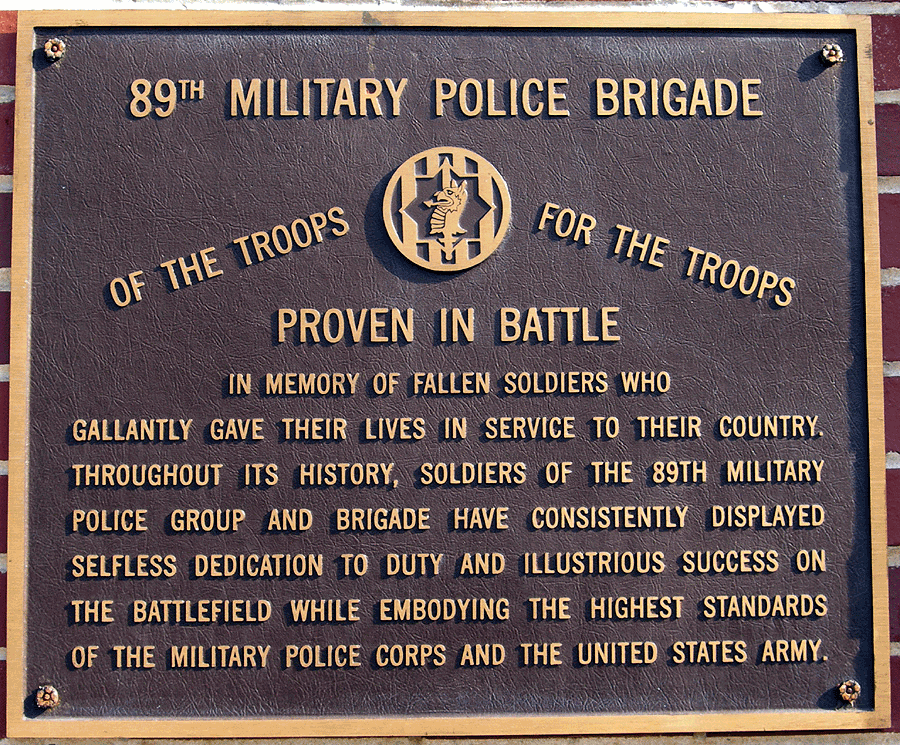 89TH MILITARY POLICE BRIGADE
OF THE TROOPS FOR THE TROOPS
PROVEN IN BATTLE
IN MEMORY OF FALLEN SOLDIERS WHO
GALLANTLY GAVE THEIR LIVES IN SERVICE TO THEIR COUNTRY.
THROUGHOUT ITS HISTORY, SOLDIERS OF THE 89TH MILITARY
POLICE GROUP AND BRIGADE HAVE CONSISTENTLY DISPLAYED
SELFLESS DEDICATION TO DUTY AND ILLUSTRIOUS SUCCESS ON
THE BATTLEFIELD WHILE EMBODYING THE HIGHEST STANDARDS
OF THE MILITARY POLICE CORPS AND THE UNITED STATES ARMY.